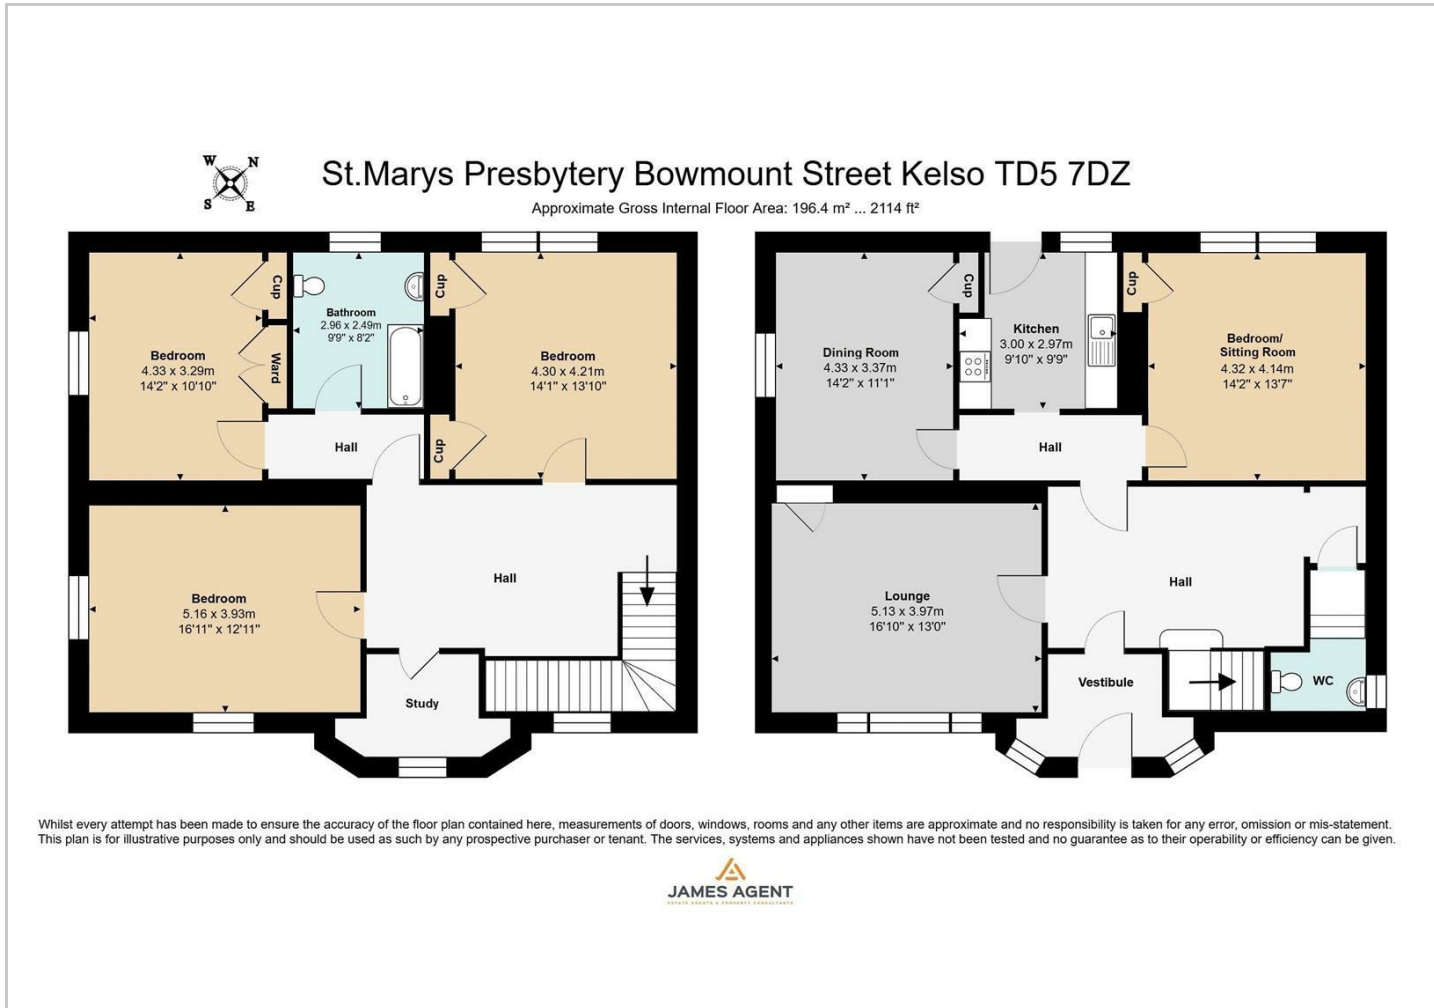 W N
S E
St.Marys Presbytery Bowmount Street Kelso TD5 7DZ
Approximate Gross Internal Floor Area: 196.4 m² ... 2114 ft²
Bedroom
4.33 x 3.29m
14'2" x 10'10"
Cup
Ward
Bathroom
2.96 x 2.49m
9'9" x 8'2"
Cup
Bedroom
4.30 x 4.21m
14'1" x 13'10"
Cup
Hall
Bedroom
5.16 x 3.93m
16'11" x 12'11"
Hall
Study
Dining Room
4.33 x 3.37m
14'2" x 11'1"
Cup
Kitchen
3.00 x 2.97m
9'10" x 9'9"
Cup
Bedroom/
Sitting Room
4.32 x 4.14m
14'2" x 13'7"
Hall
Lounge
5.13 x 3.97m
16'10" x 13'0"
Hall
Vestibule
WC
Whilst every attempt has been made to ensure the accuracy of the floor plan contained here, measurements of doors, windows, rooms and any other items are approximate and no responsibility is taken for any error, omission or mis-statement.
This plan is for illustrative purposes only and should be used as such by any prospective purchaser or tenant. The services, systems and appliances shown have not been tested and no guarantee as to their operability or efficiency can be given.
JAMES AGENT
ESTATE AGENTS & PROPERTY CONSULTANTS